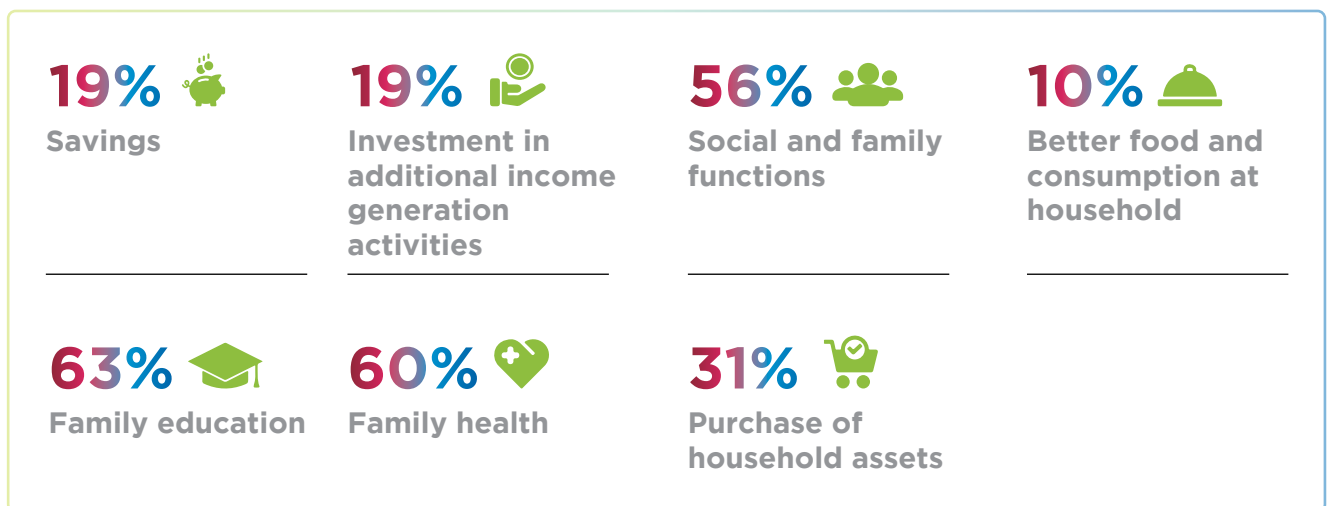 19%
Savings
19%
Investment in
additional income
generation
activities
56%
Social and family
functions
10%
Better food and
consumption at
household
63%
Family education
60%
Family health
31%
Purchase of
household assets